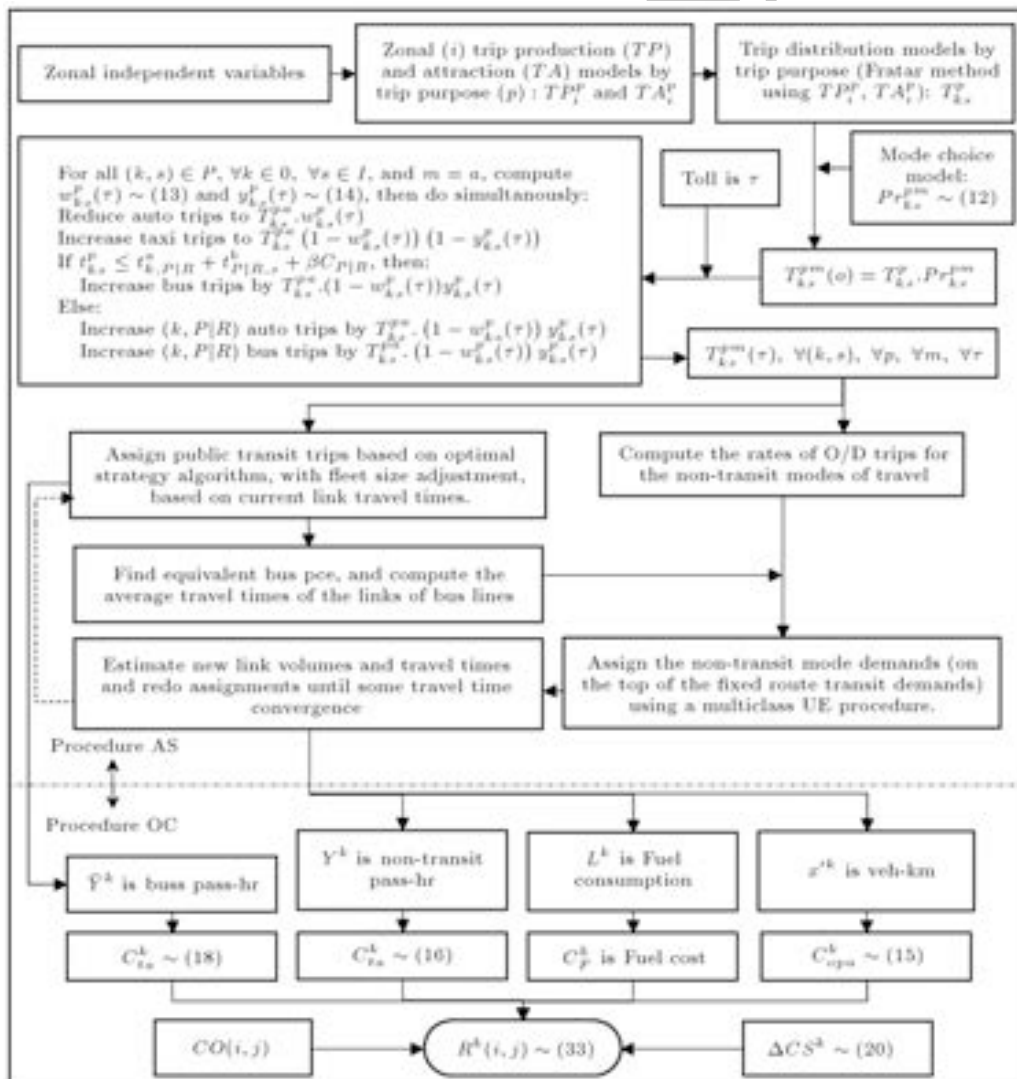 Zonal independent variables
Zonal (i) trip production (TP)
and attraction (TA) models by
trip purpose (p) : TP_i^p and TA_i^p
Trip distribution models by
trip purpose (Fratar method
using TP_i^p, TA_i^p): T_{ks}^p
For all (k, s) ∈ P, ∀k ∈ 0, ∀s ∈ I, and m = a, compute
w_{ks}^p(τ) ∼ (13) and y_{ks}^p(τ) ∼ (14), then do simultanously:
Reduce auto trips to T_{ks}^{pa}.w_{ks}^p(τ)
Increase taxi trips to T_{ks}^{pa} (1 − w_{ks}^p(τ)) (1 − y_{ks}^p(τ))
If t_{ks}^p ≤ t_{k,P|R}^a + t_{P|R,s}^b + βC_{P|R}, then:
Increase bus trips by T_{ks}^{pa}.(1 − w_{ks}^p(τ))y_{ks}^p(τ)
Else:
Increase (k, P|R) auto trips by T_{ks}^{pa}. (1 − w_{ks}^p(τ)) y_{ks}^p(τ)
Increase (k, P|R) bus trips by T_{ks}^{pa}. (1 − w_{ks}^p(τ)) y_{ks}^p(τ)
Toll is τ
Mode choice
model:
Pr_{ks}^{pm} ∼ (12)
T_{ks}^{pm}(o) = T_{ks}^p.Pr_{ks}^{pm}
T_{ks}^{pm}(τ), ∀(k, s), ∀p, ∀m, ∀τ
Assign public transit trips based on optimal
strategy algorithm, with fleet size adjustment,
based on current link travel times.
Compute the rates of O/D trips for
the non-transit modes of travel
Find equivalent bus pce, and compute the
average travel times of the links of bus lines
Estimate new link volumes and travel times
and redo assignments until some travel time
convergence
Assign the non-transit mode demands (on
the top of the fixed route transit demands)
using a multiclass UE procedure.
Procedure AS
Procedure OC
Ȳ^k is buss pass-hr
Y^k is non-transit
pass-hr
L^k is Fuel
consumption
x'^k is veh-km
C_{ta}^k ∼ (18)
C_{ta}^k ∼ (16)
C_F^k is Fuel cost
C_{opa}^k ∼ (15)
CO(i, j)
R^k(i, j) ∼ (33)
ΔCS^k ∼ (20)